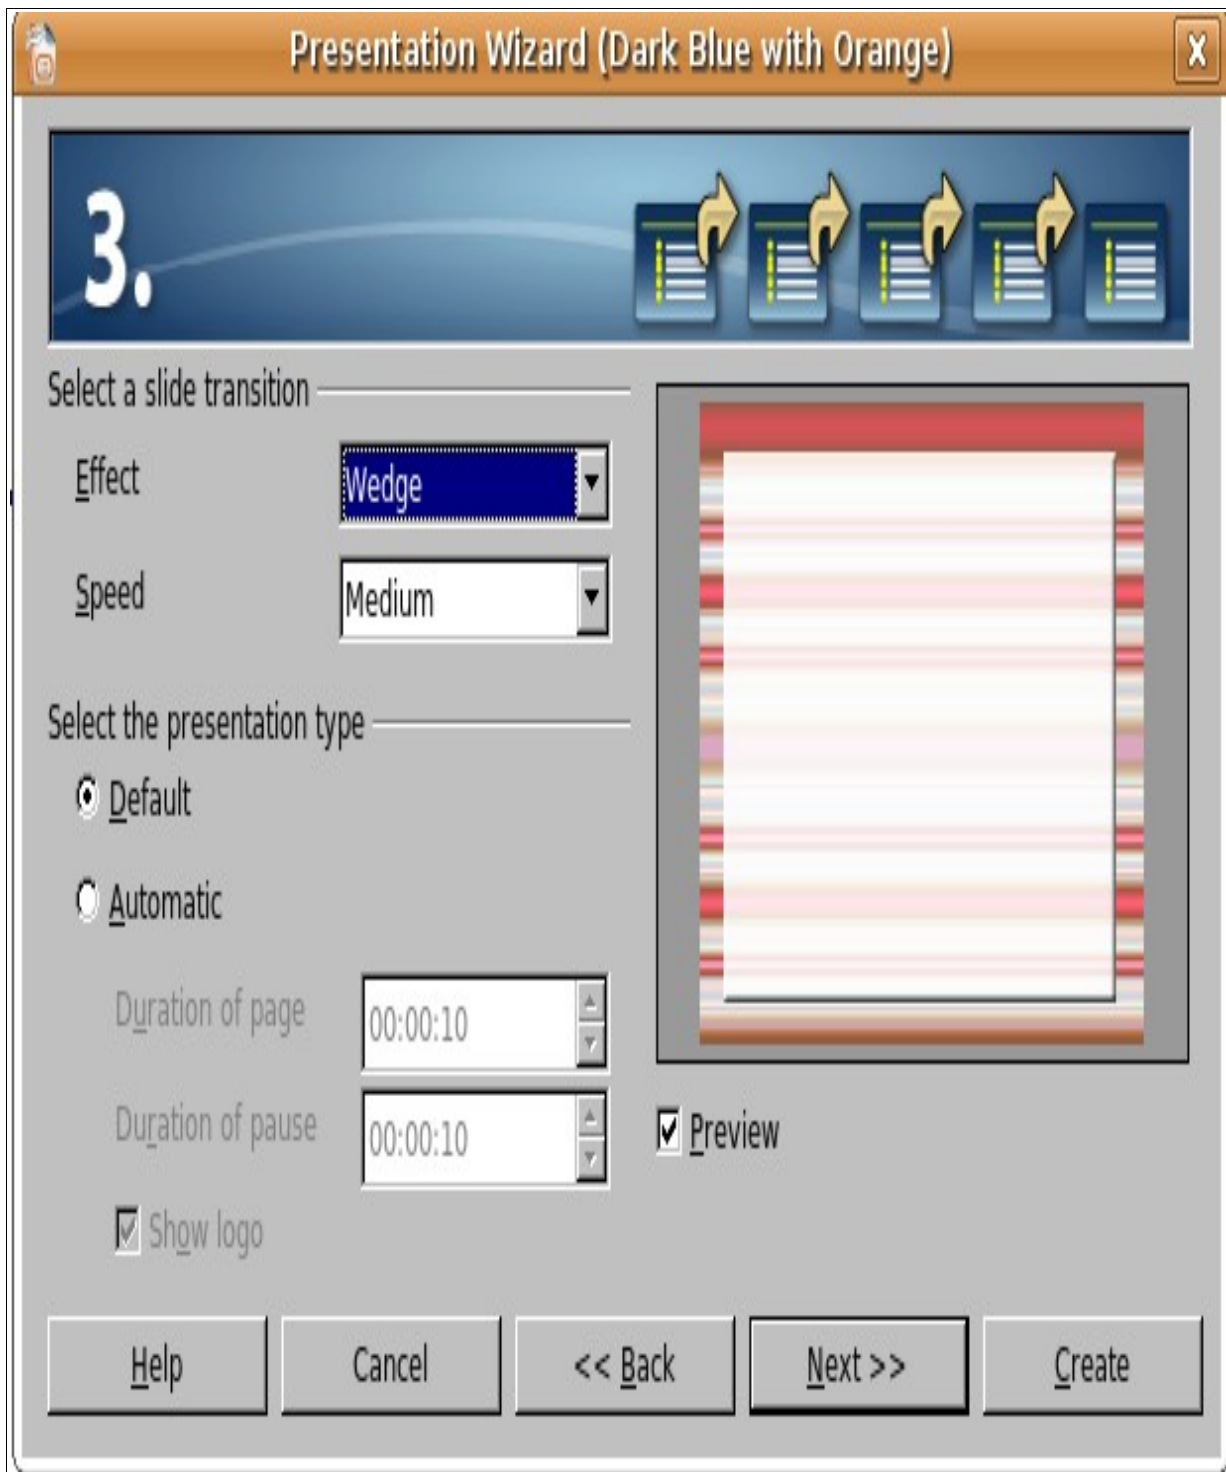 Presentation Wizard (Dark Blue with Orange)
3.
Select a slide transition
Effect
Wedge
Speed
Medium
Select the presentation type
Default
Automatic
Duration of page
00:00:10
Duration of pause
00:00:10
Show logo
Preview
Help
Cancel
<< Back
Next >>
Create